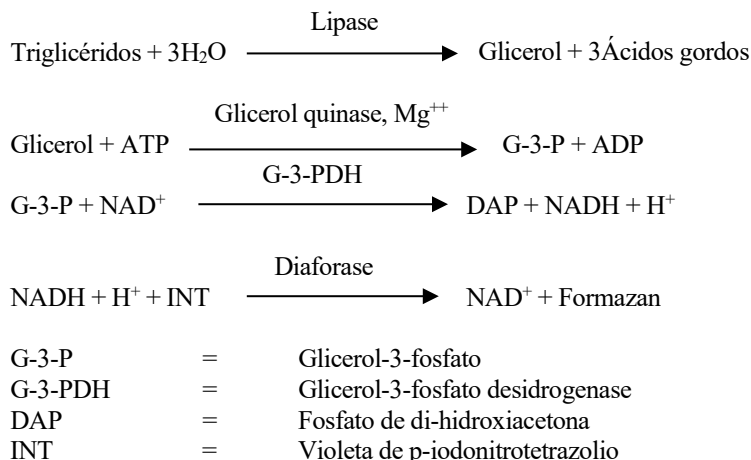 Lipase
Triglicéridos + 3H₂O Glicerol + 3Ácidos gordos
Glicerol quinase, Mg⁺⁺
Glicerol + ATP G-3-P + ADP
G-3-PDH
G-3-P + NAD⁺ DAP + NADH + H⁺
Diaforase
NADH + H⁺ + INT NAD⁺ + Formazan
G-3-P = Glicerol-3-fosfato
G-3-PDH = Glicerol-3-fosfato desidrogenase
DAP = Fosfato de di-hidroxiacetona
INT = Violeta de p-iodonitrotetrazolio